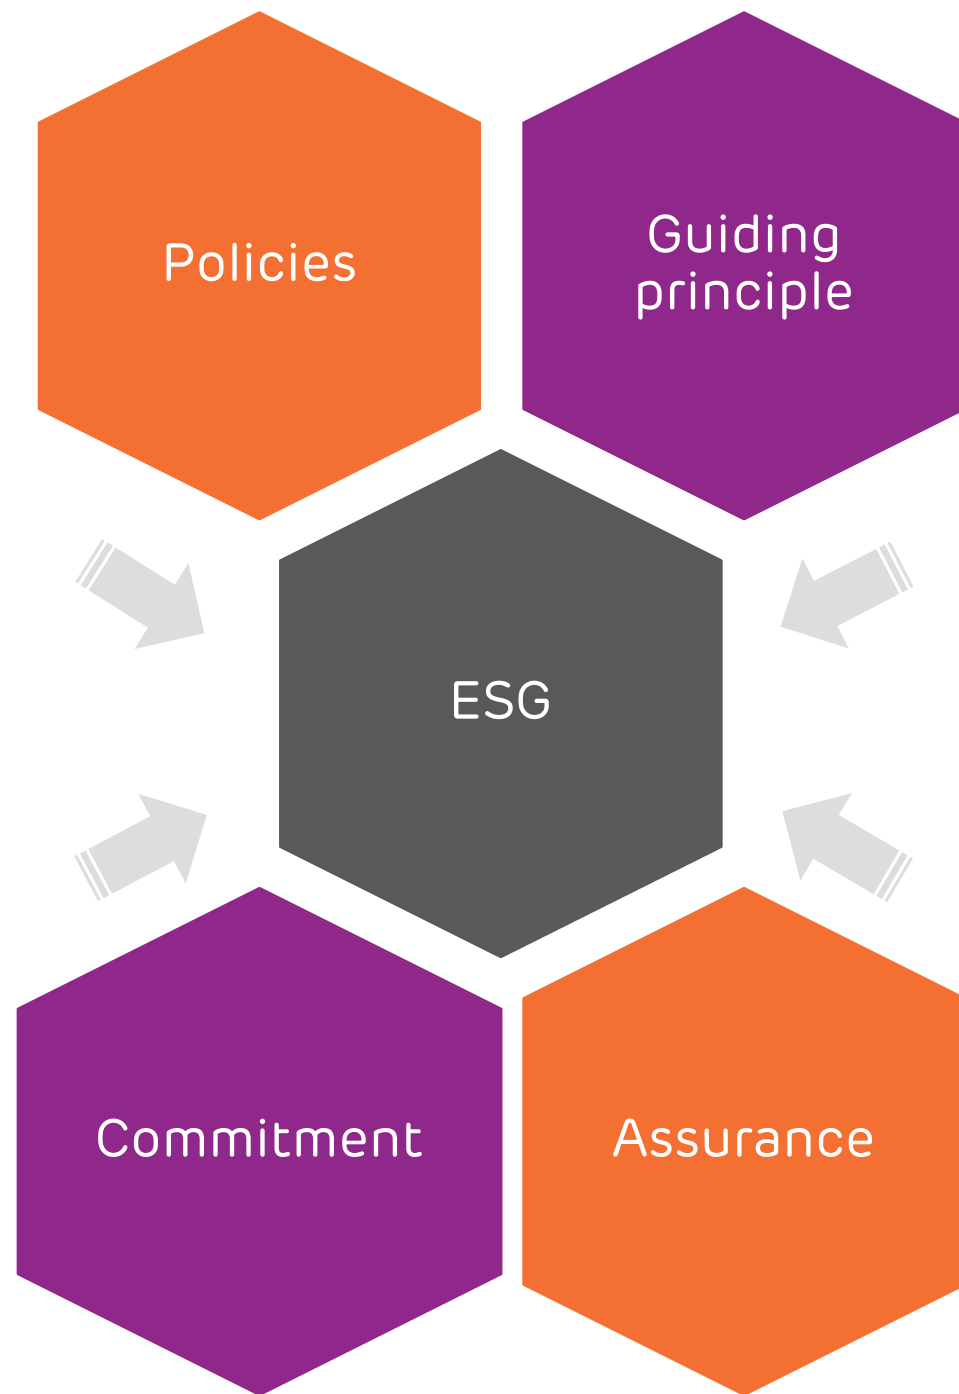 Policies
Guiding
principle
ESG
Commitment
Assurance